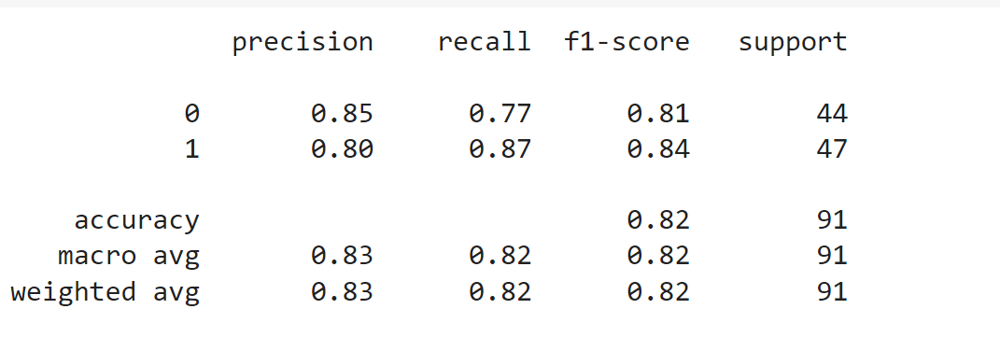 precision recall f1-score support
0 0.85 0.77 0.81 44
1 0.80 0.87 0.84 47
accuracy 0.82 91
macro avg 0.83 0.82 0.82 91
weighted avg 0.83 0.82 0.82 91